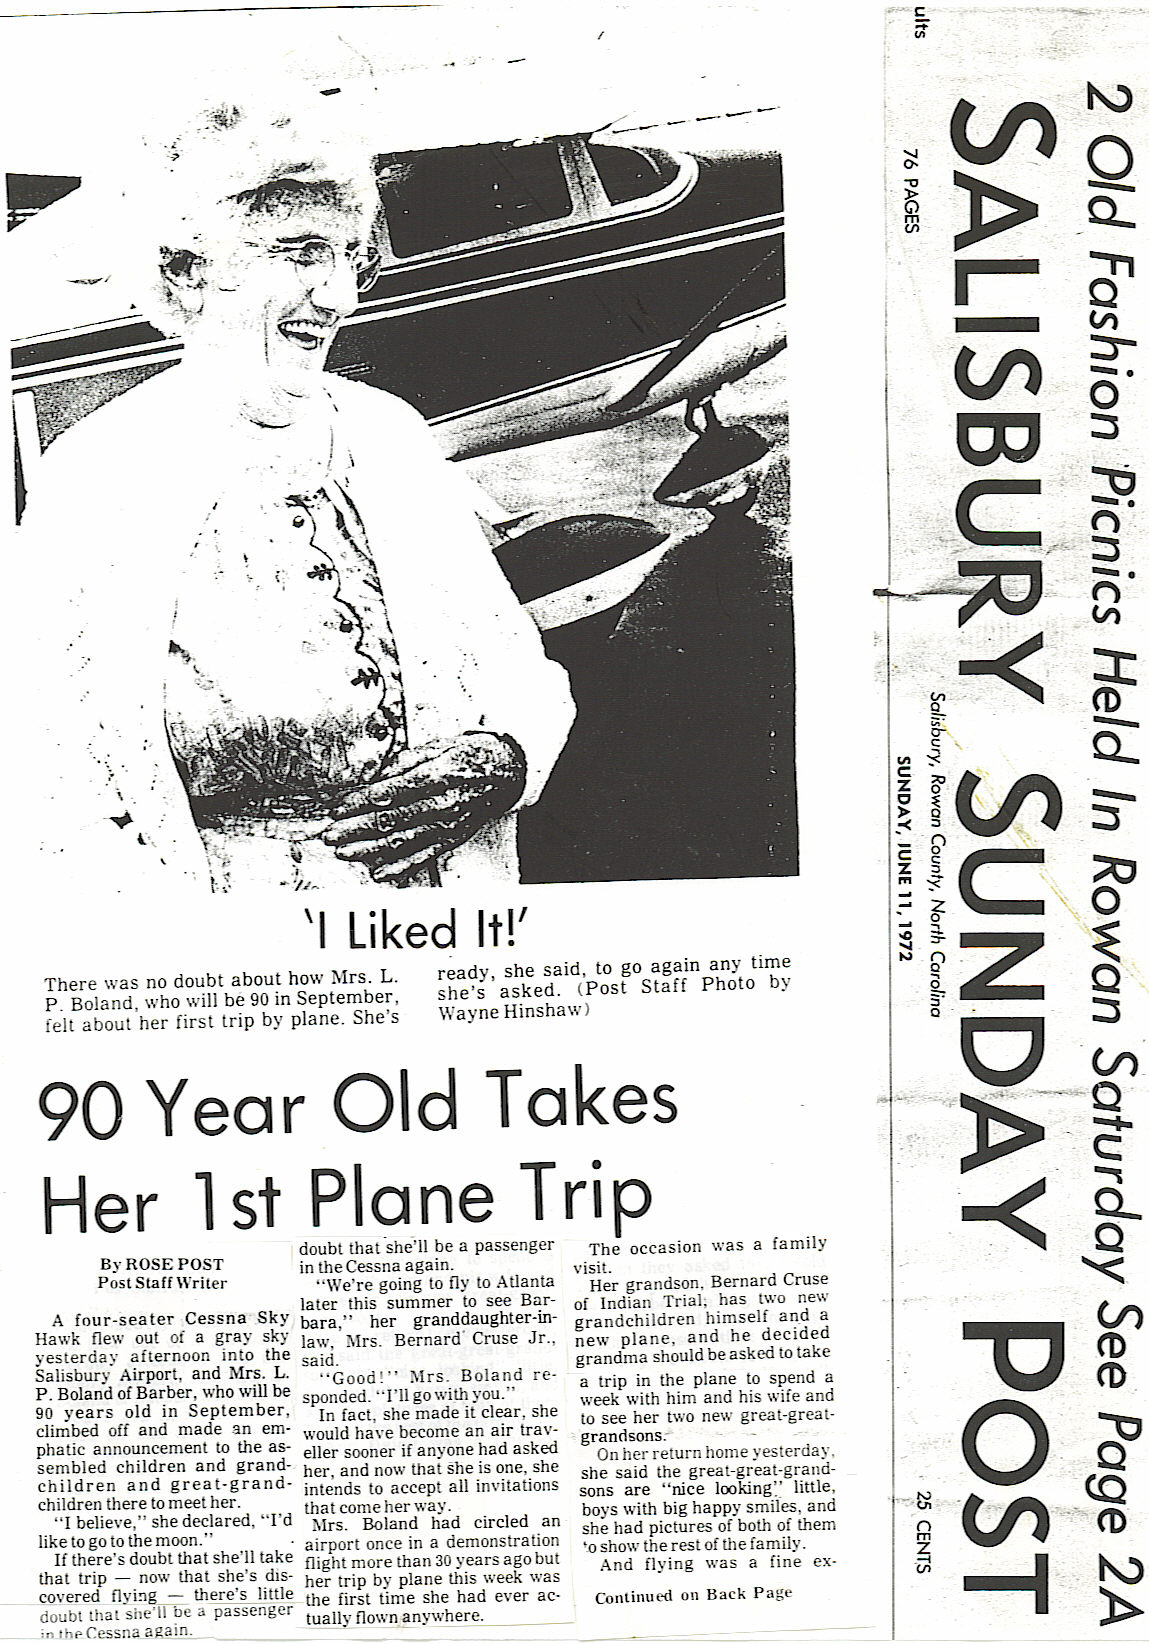 'I Liked It!'
There was no doubt about how Mrs. L.
P. Boland, who will be 90 in September,
felt about her first trip by plane. She's
ready, she said, to go again any time
she's asked. (Post Staff Photo by
Wayne Hinshaw)
90 Year Old Takes
Her 1st Plane Trip
By ROSE POST
Post Staff Writer
A four-seater Cessna Sky
Hawk flew out of a gray sky
yesterday afternoon into the
Salisbury Airport, and Mrs. L.
P. Boland of Barber, who will be
90 years old in September,
climbed off and made an em-
phatic announcement to the as-
sembled children and grand-
children and great-grand-
children there to meet her.
"I believe," she declared, "I'd
like to go to the moon."
If there's doubt that she'll take
that trip — now that she's dis-
covered flying — there's little
doubt that she'll be a passenger
in the Cessna again.
doubt that she'll be a passenger
in the Cessna again.
"We're going to fly to Atlanta
later this summer to see Bar-
bara," her granddaughter-in-
law, Mrs. Bernard Cruse Jr.,
said.
"Good!" Mrs. Boland re-
sponded. "I'll go with you."
In fact, she made it clear, she
would have become an air trav-
eller sooner if anyone had asked
her, and now that she is one, she
intends to accept all invitations
that come her way.
Mrs. Boland had circled an
airport once in a demonstration
flight more than 30 years ago but
her trip by plane this week was
the first time she had ever ac-
tually flown anywhere.
The occasion was a family
visit.
Her grandson, Bernard Cruse
of Indian Trial, has two new
grandchildren himself and a
new plane, and he decided
grandma should be asked to take
a trip in the plane to spend a
week with him and his wife and
to see her two new great-great-
grandsons.
On her return home yesterday,
she said the great-great-grand-
sons are "nice looking" little,
boys with big happy smiles, and
she had pictures of both of them
to show the rest of the family.
And flying was a fine ex-
Continued on Back Page
2 Old Fashion Picnics Held In Rowan Saturday See Page 2A
SALISBURY SUNDAY POST
Salisbury, Rowan County, North Carolina
ults
76 PAGES
SUNDAY, JUNE 11, 1972
25 CENTS